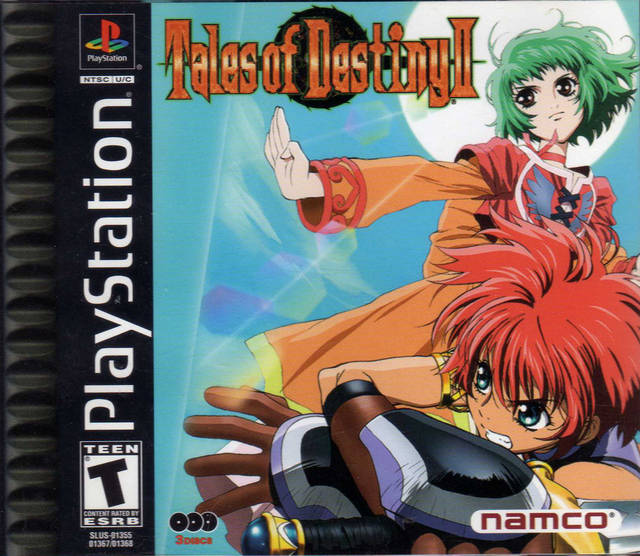 PlayStation
NTSC U/C
PlayStation
Tales of Destiny II
TEEN
T
CONTENT RATED BY
ESRB
SLUS-01355
01367/01368
3 DISCS
namco